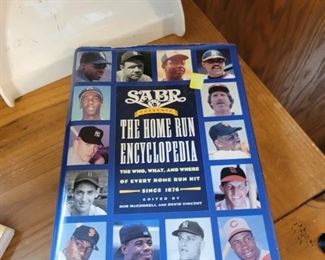 SABR
PRESENTS
THE HOME RUN
ENCYCLOPEDIA
THE WHO, WHAT, AND WHERE
OF EVERY HOME RUN HIT
SINCE 1876
EDITED BY
BOB McCONNELL AND DAVID VINCENT